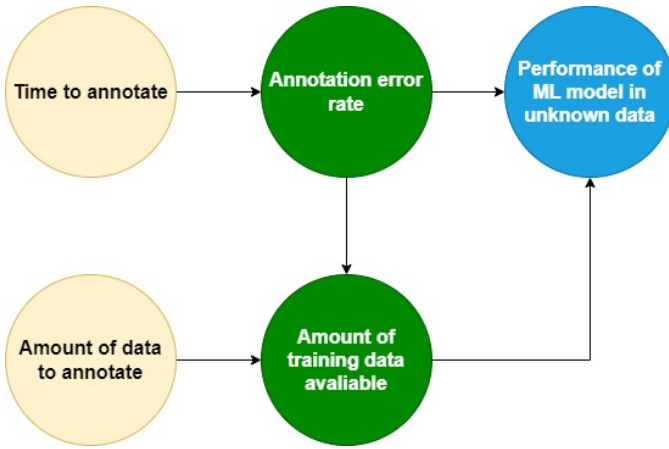 Time to annotate
Annotation error
rate
Performance of
ML model in
unknown data
Amount of data
to annotate
Amount of
training data
avaliable